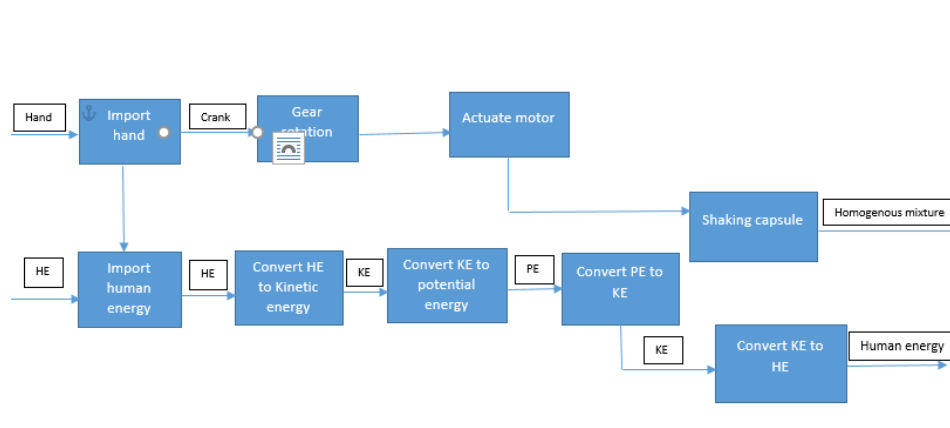 Hand
Import
hand
Crank
Gear
rotation
Actuate motor
Shaking capsule
Homogenous mixture
HE
Import
human
energy
HE
Convert HE
to Kinetic
energy
KE
Convert KE to
potential
energy
PE
Convert PE to
KE
KE
Convert KE to
HE
Human energy